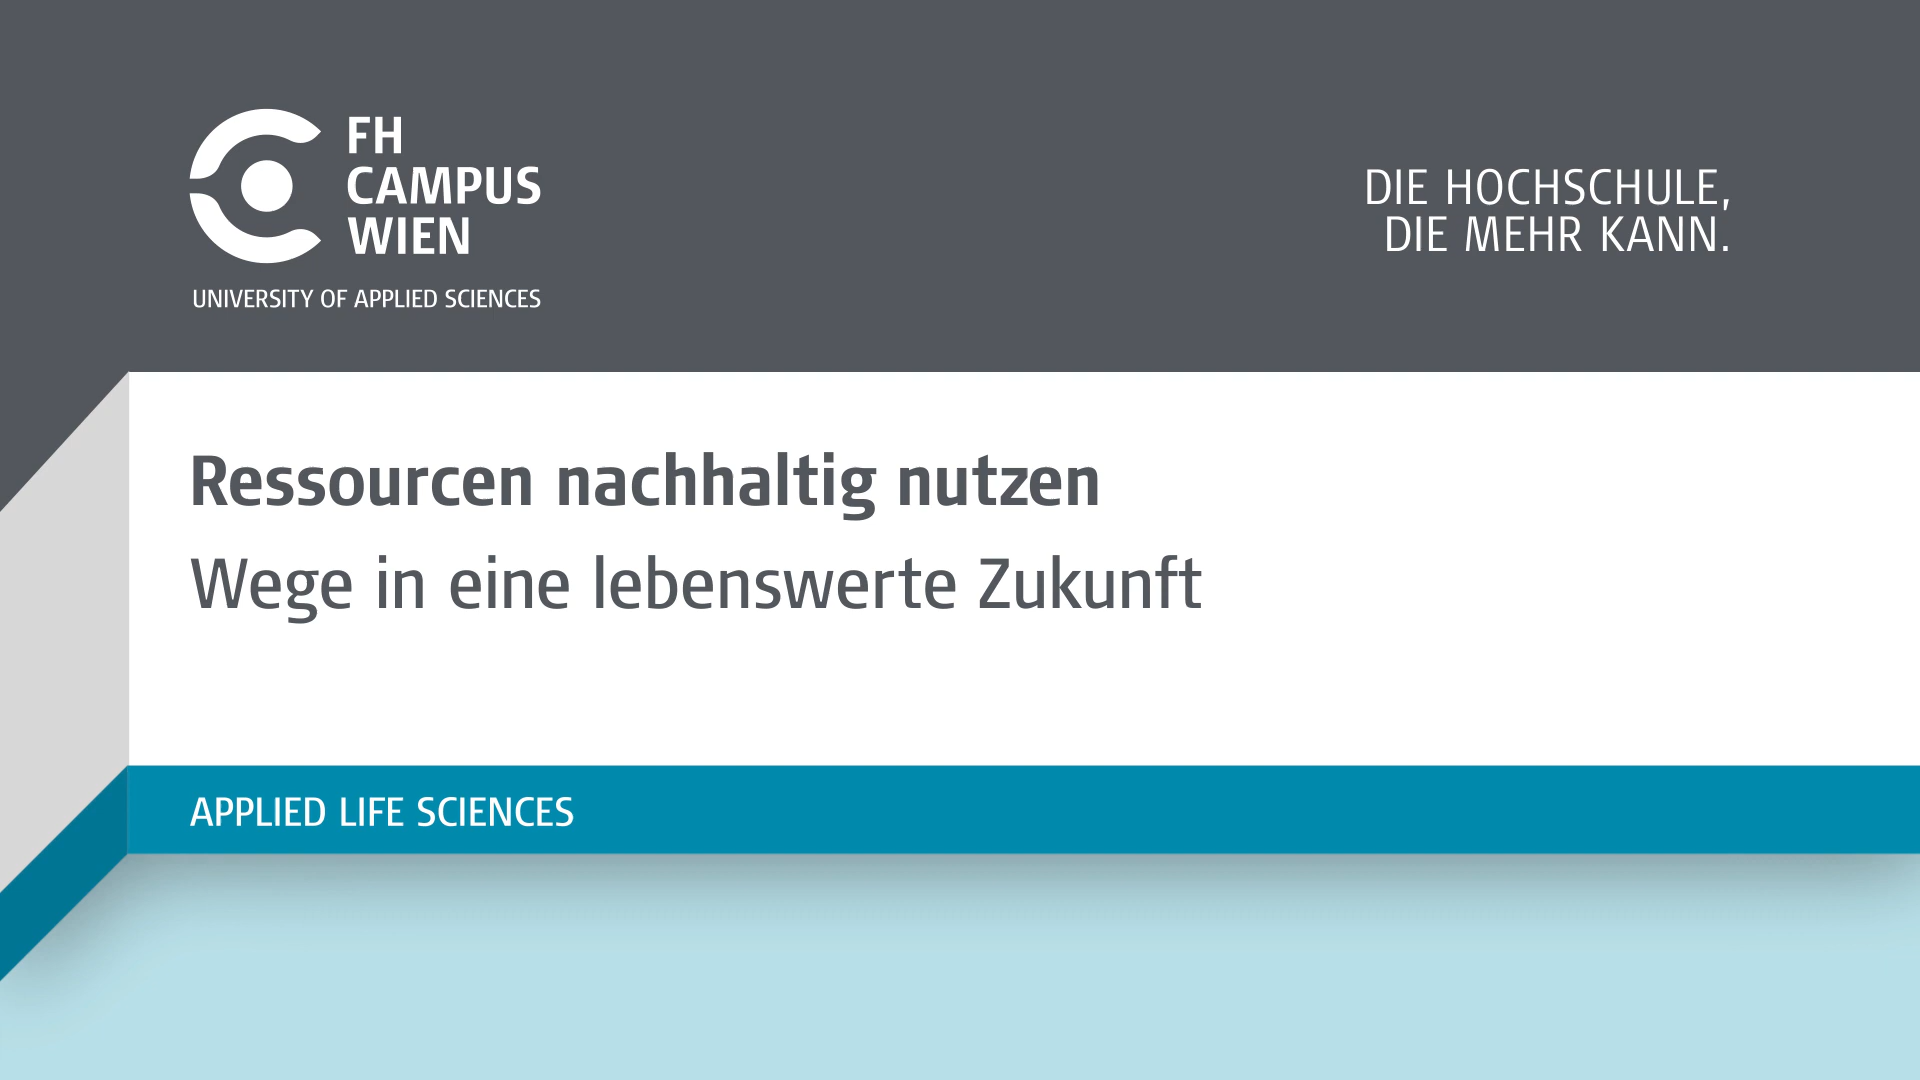 FH
CAMPUS
WIEN
UNIVERSITY OF APPLIED SCIENCES
DIE HOCHSCHULE,
DIE MEHR KANN.
Ressourcen nachhaltig nutzen
Wege in eine lebenswerte Zukunft
APPLIED LIFE SCIENCES